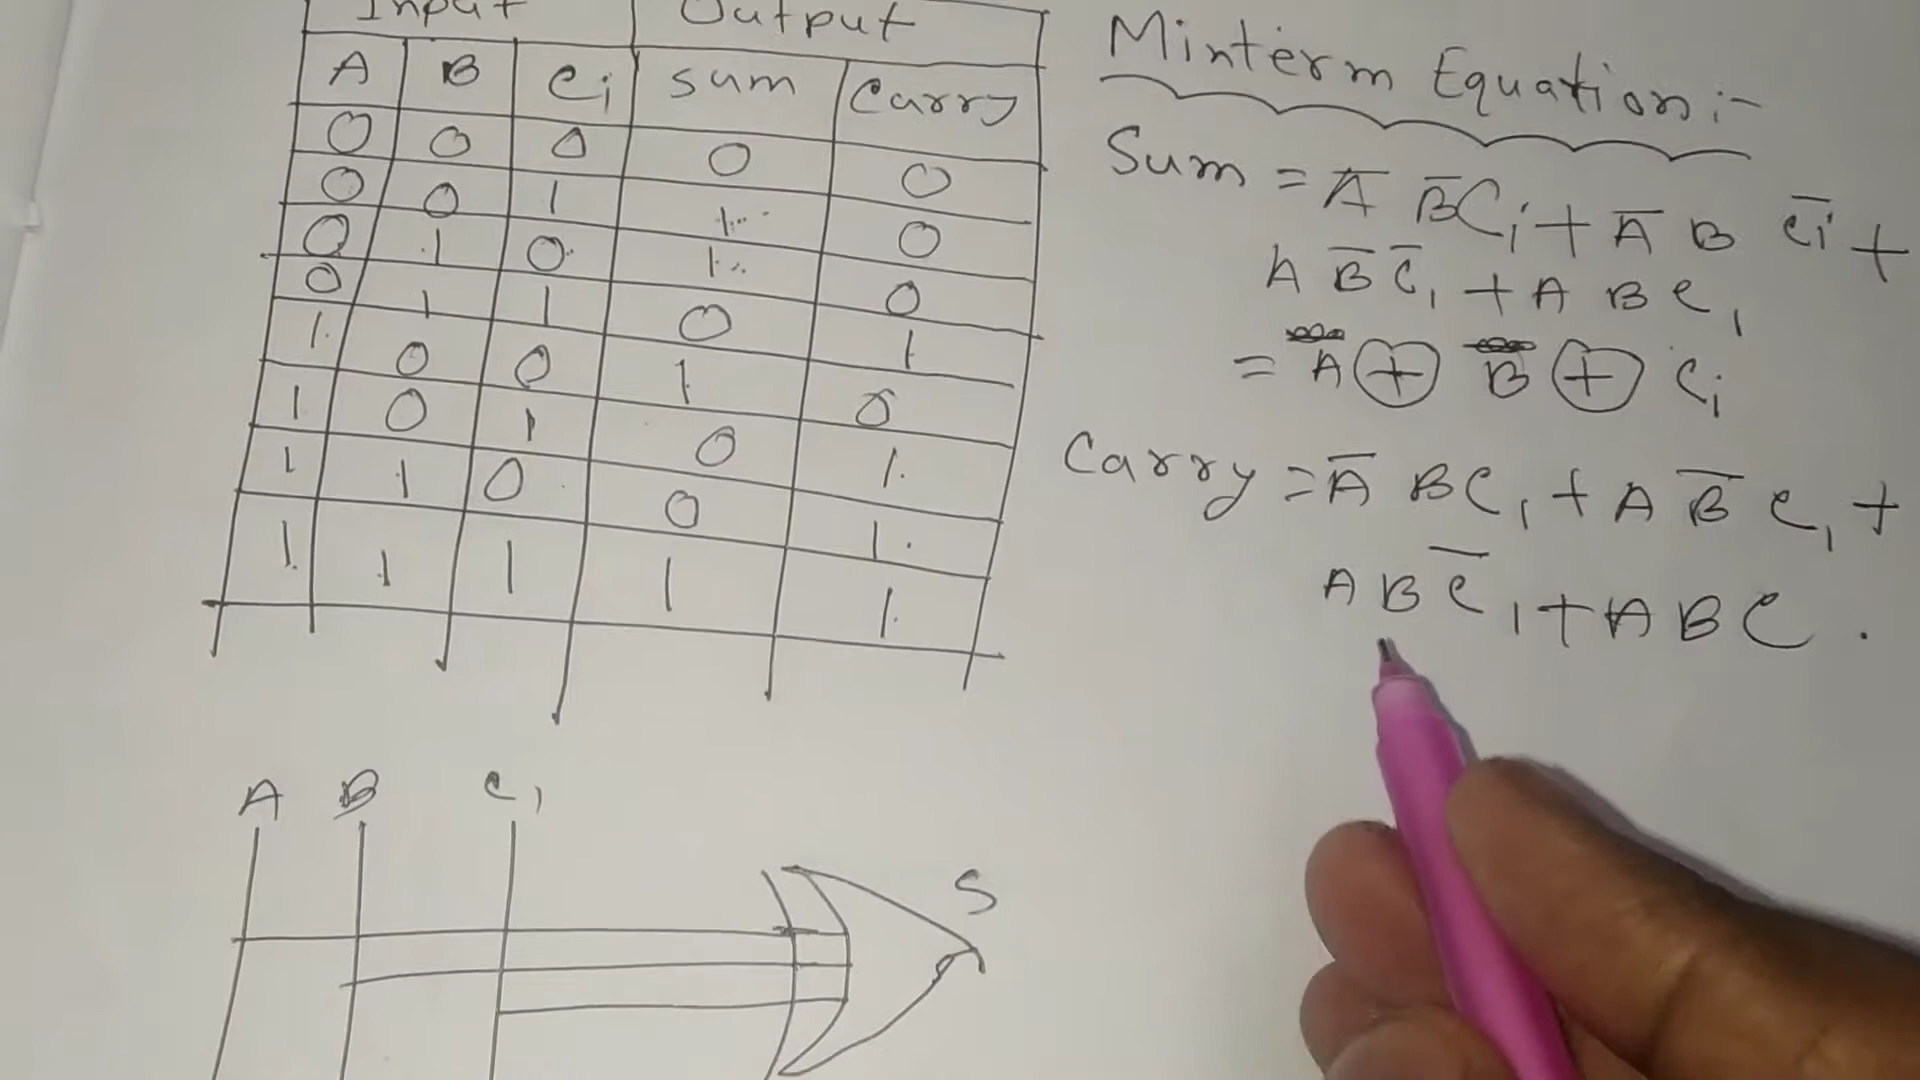 Input Output
A B Ci sum Carry
0 0 0 0 0
0 0 1 1 0
0 1 0 1 0
0 1 1 0 1
1 0 0 1 0
1 0 1 0 1
1 1 0 0 1
1 1 1 1 1
Minterm Equation :-
Sum = A̅ B̅Ci + A̅ B C̅i +
A B̅ C̅1 + A B C1
= A ⊕ B ⊕ Ci
Carry = A̅ BC1 + A B̅ C1 +
A B C̅1 + A B C .
A B C1
S